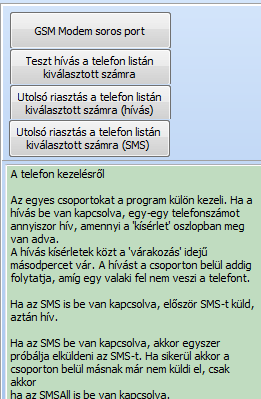 GSM Modem soros port
Teszt hívás a telefon listán
kiválasztott számra
Utolsó riasztás a telefon listán
kiválasztott számra (hívás)
Utolsó riasztás a telefon listán
kiválasztott számra (SMS)
A telefon kezelésről
Az egyes csoportokat a program külön kezeli. Ha a
hívás be van kapcsolva, egy-egy telefonszámot
annyiszor hív, amennyi a 'kísérlet' oszlopban meg
van adva.
A hívás kísérletek közt a 'várakozás' idejű
másodpercet vár. A hívást a csoporton belül addig
folytatja, amíg egy valaki fel nem veszi a telefont.
Ha az SMS is be van kapcsolva, először SMS-t küld,
aztán hív.
Ha az SMS be van kapcsolva, akkor egyszer
próbálja elküldeni az SMS-t. Ha sikerül akkor a
csoporton belül másnak már nem küldi el, csak
akkor
ha az SMSAll is be van kapcsolva.